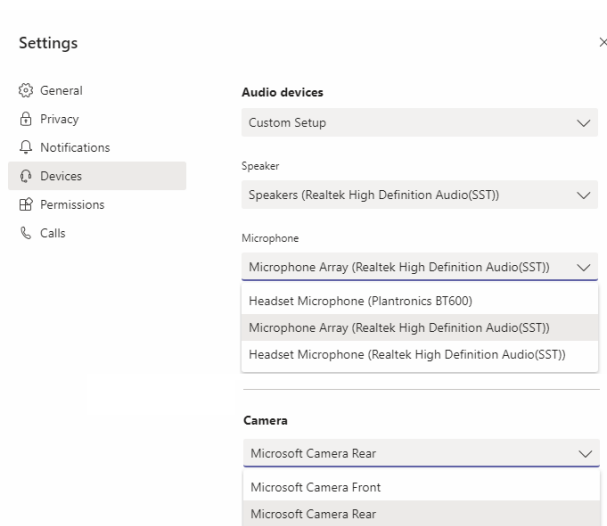 Settings
General
Privacy
Notifications
Devices
Permissions
Calls
Audio devices
Custom Setup
Speaker
Speakers (Realtek High Definition Audio(SST))
Microphone
Microphone Array (Realtek High Definition Audio(SST))
Headset Microphone (Plantronics BT600)
Microphone Array (Realtek High Definition Audio(SST))
Headset Microphone (Realtek High Definition Audio(SST))
Camera
Microsoft Camera Rear
Microsoft Camera Front
Microsoft Camera Rear